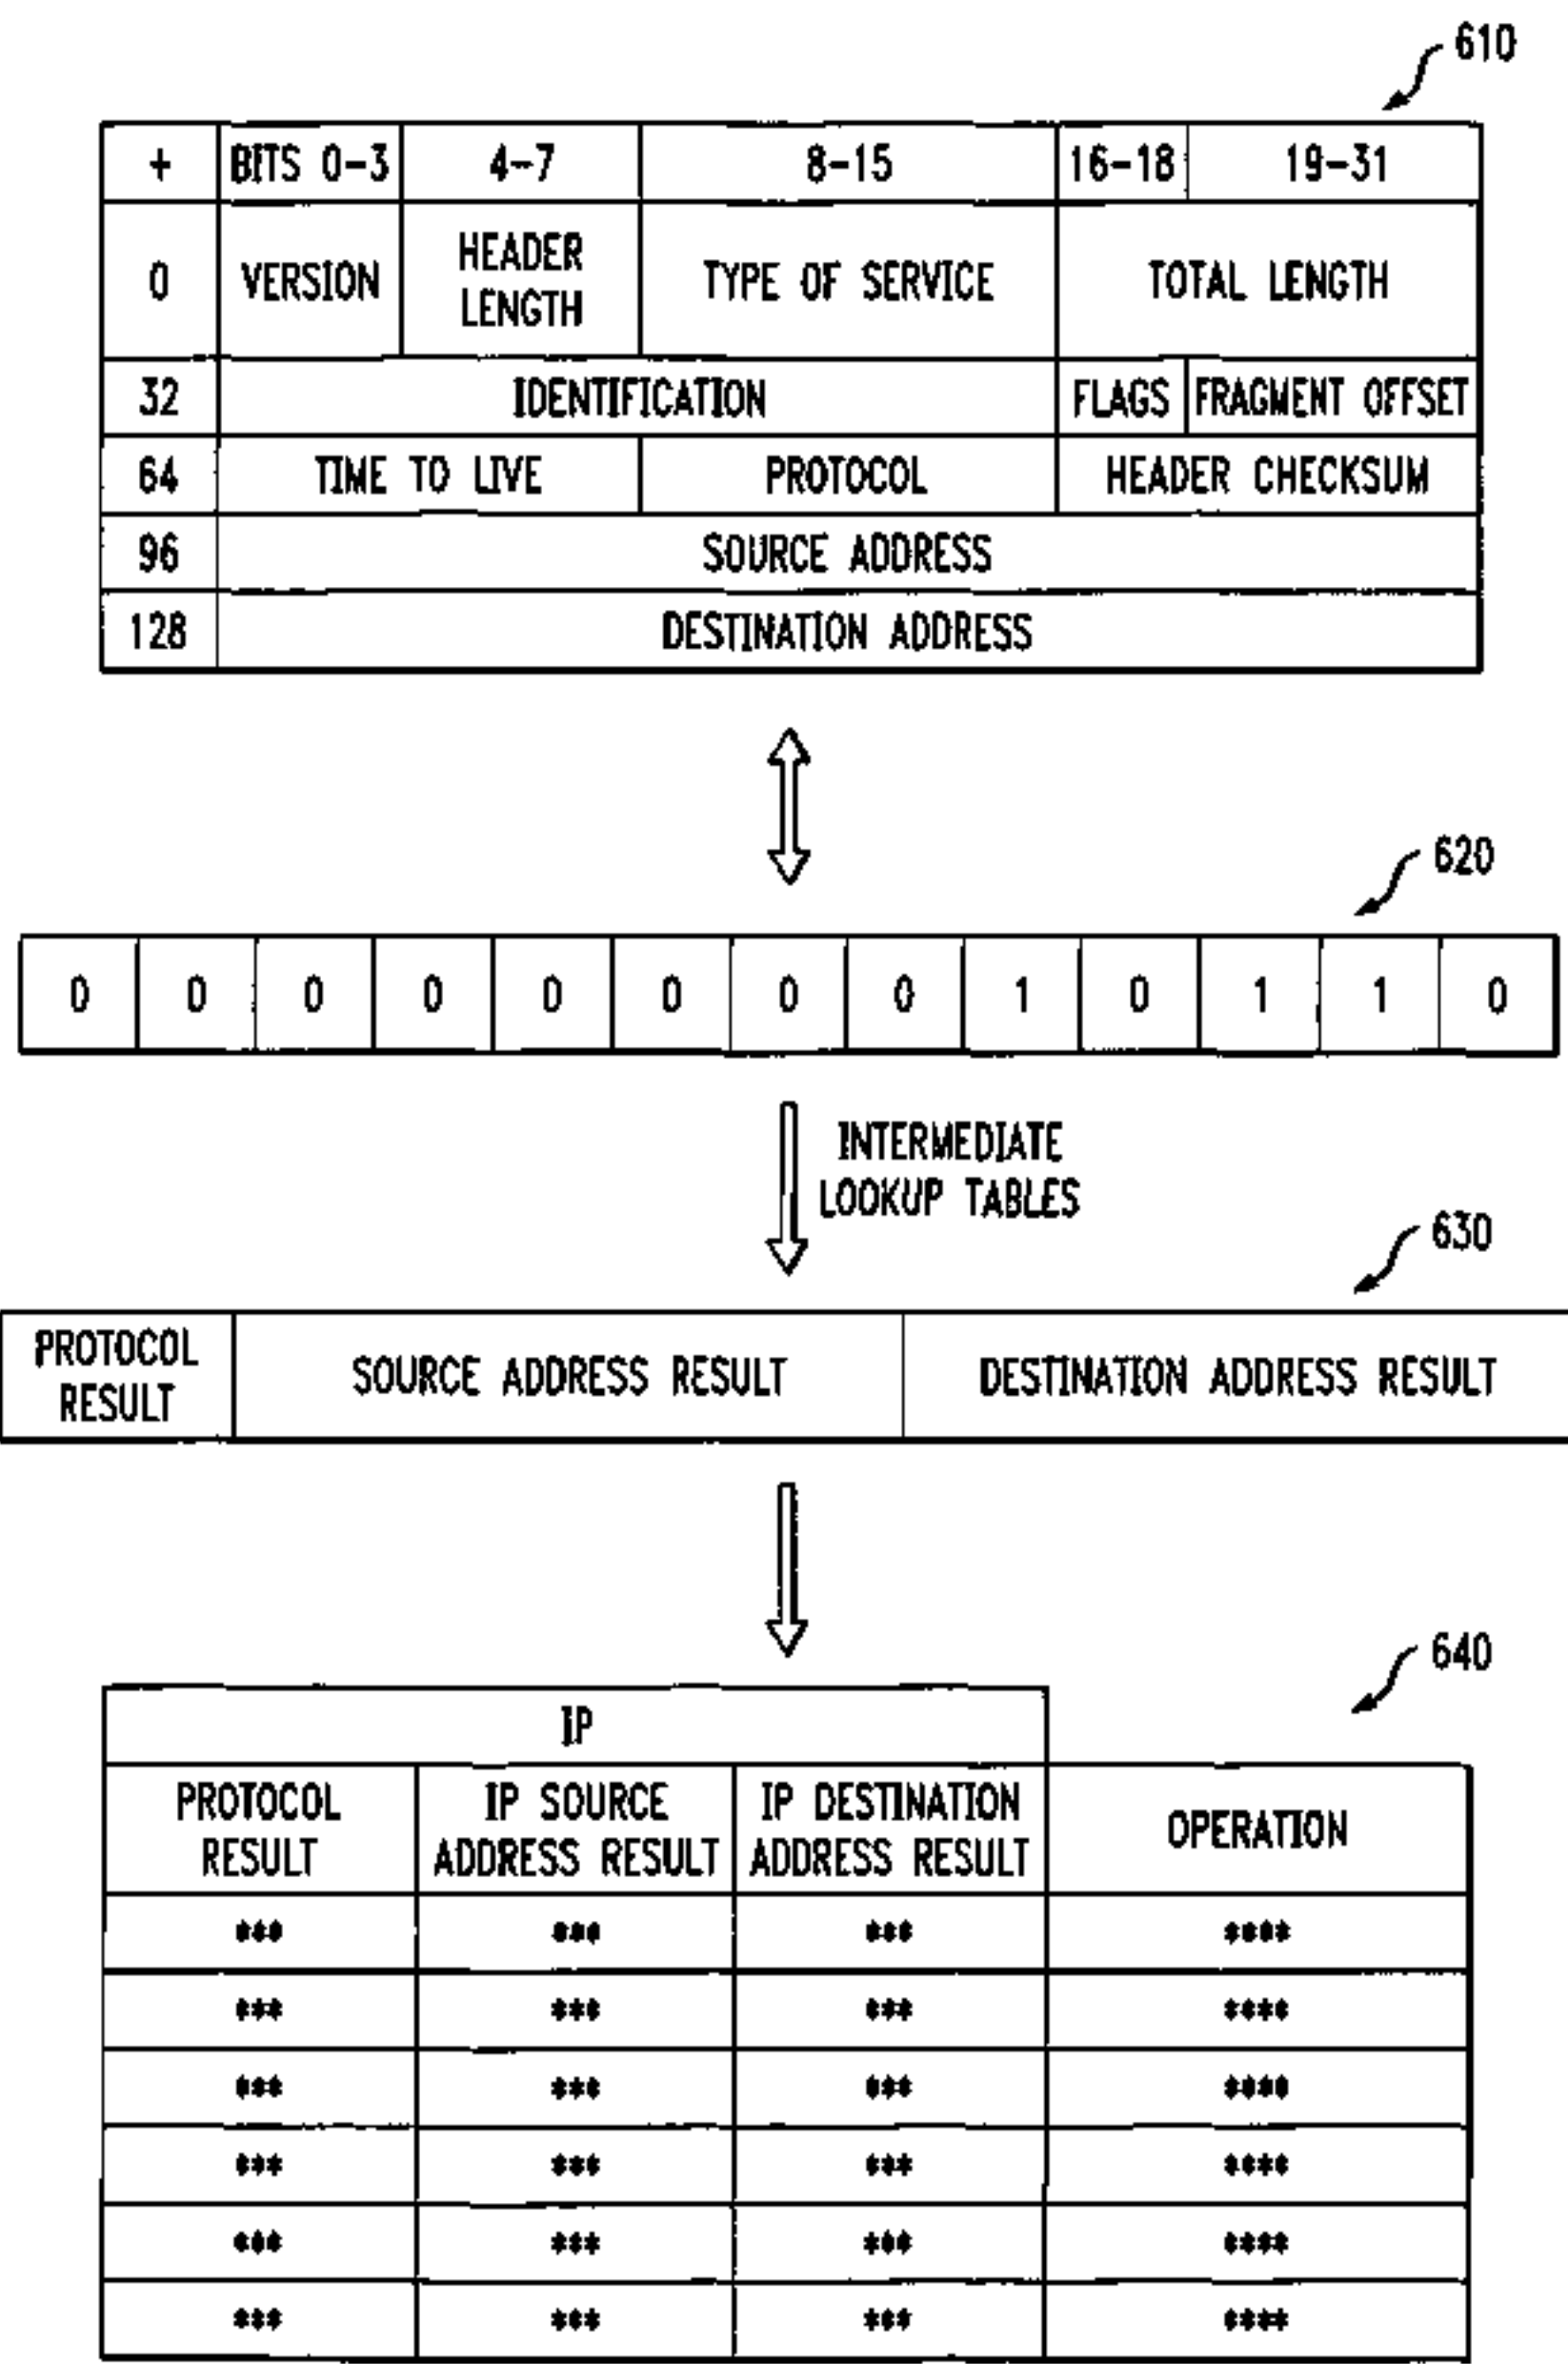 610
+ BITS 0-3 4-7 8-15 16-18 19-31
0 VERSION HEADER LENGTH TYPE OF SERVICE TOTAL LENGTH
32 IDENTIFICATION FLAGS FRAGMENT OFFSET
64 TIME TO LIVE PROTOCOL HEADER CHECKSUM
96 SOURCE ADDRESS
128 DESTINATION ADDRESS
620
0 0 0 0 0 0 0 0 1 0 1 1 0
INTERMEDIATE
LOOKUP TABLES
630
PROTOCOL RESULT SOURCE ADDRESS RESULT DESTINATION ADDRESS RESULT
640
IP
PROTOCOL RESULT IP SOURCE ADDRESS RESULT IP DESTINATION ADDRESS RESULT OPERATION
*** *** *** ****
*** *** *** ****
*** *** *** ****
*** *** *** ****
*** *** *** ****
*** *** *** ****